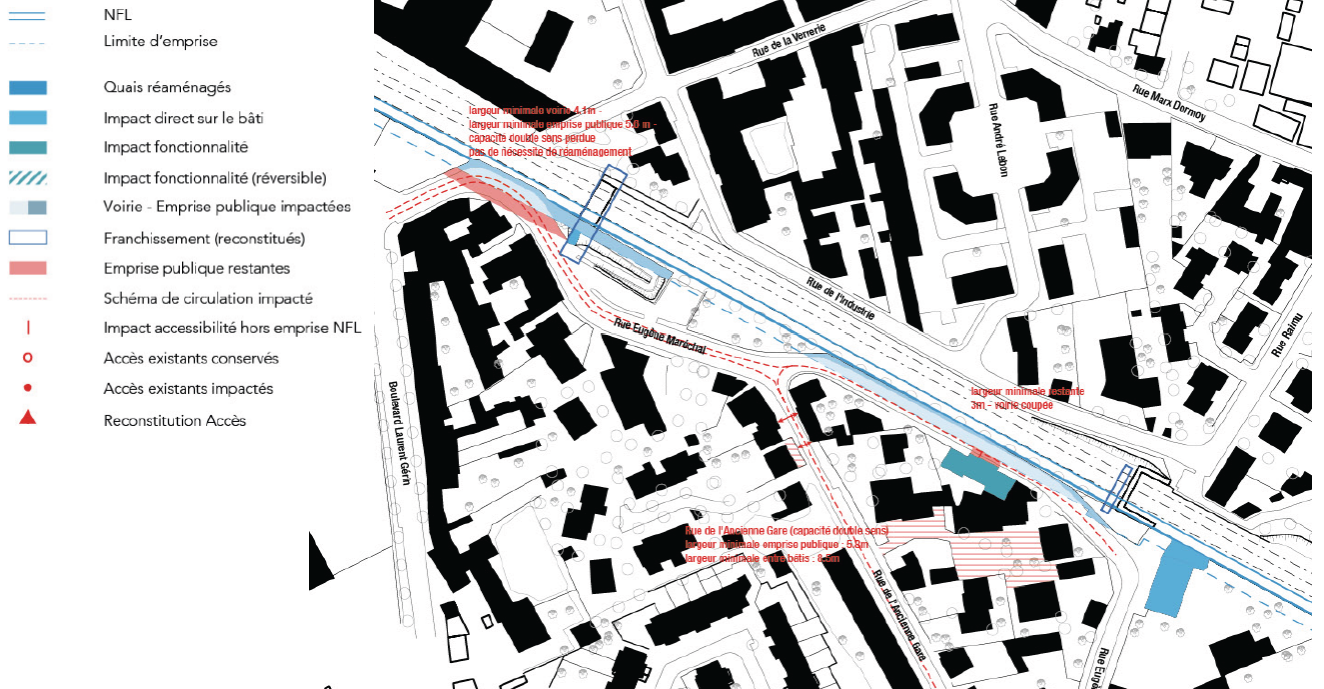 NFL
Limite d'emprise
Quais réaménagés
Impact direct sur le bâti
Impact fonctionnalité
Impact fonctionnalité (réversible)
Voirie - Emprise publique impactées
Franchissement (reconstitués)
Emprise publique restantes
Schéma de circulation impacté
Impact accessibilité hors emprise NFL
Accès existants conservés
Accès existants impactés
Reconstitution Accès
Rue de la Verrerie
Rue Marx Dormoy
Rue André Lebon
largeur minimale voirie 4,1m -
largeur minimale emprise publique 5,6 m -
capacité double sens perdue
pas de nécessité de réaménagement
Rue de l'Industrie
Rue Raimu
Rue Eugène Maréchal
Boulevard Laurent Gérin
largeur minimale restante
3m - voirie coupée
Rue de l'Ancienne Gare (capacité double sens)
largeur minimale emprise publique : 5.8m
largeur minimale entre bâtis : 8.5m
Rue de l'Ancienne Gare
Rue Eugè